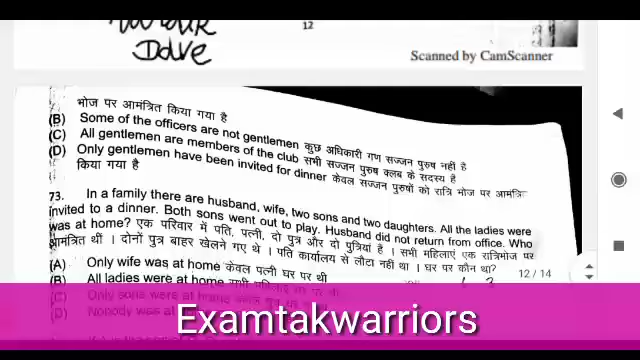 Dave
12
Scanned by CamScanner
भोज पर आमंत्रित किया गया है
(B) Some of the officers are not gentlemen कुछ अधिकारी गण सज्जन पुरुष नहीं है
(C) All gentlemen are members of the club सभी सज्जन पुरुष क्लब के सदस्य है
(D) Only gentlemen have been invited for dinner केवल सज्जन पुरुषों को रात्रि भोज पर आमंत्रि
किया गया है
73. In a family there are husband, wife, two sons and two daughters. All the ladies were
invited to a dinner. Both sons went out to play. Husband did not return from office. Who
was at home? एक परिवार में पति, पत्नी, दो पुत्र और दो पुत्रियां है । सभी महिलाएं एक रात्रिभोज पर
आमंत्रित थी । दोनों पुत्र बाहर खेलने गए थे । पति कार्यालय से लौटा नहीं था । घर पर कौन था?
(A) Only wife was at home केवल पत्नी घर पर थी
(B) All ladies were at home
12 / 14
(C) Only sons were at home
(D) Nobody was at
Examtakwarriors